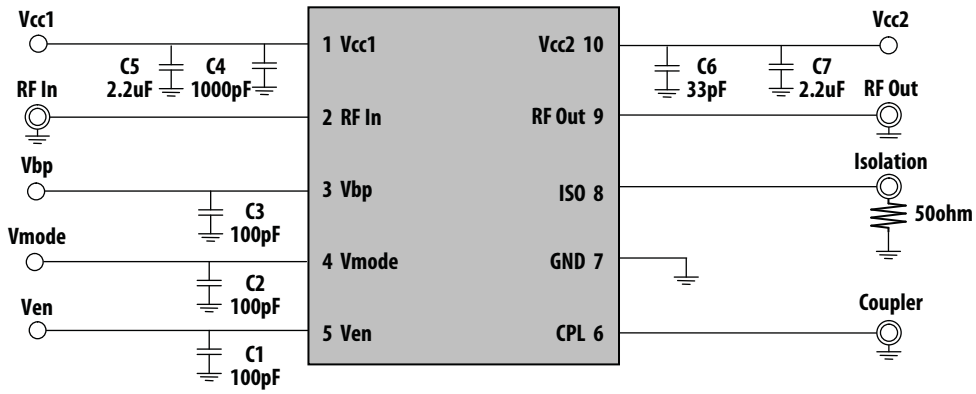 Vcc1
C5
2.2uF
C4
1000pF
1 Vcc1
Vcc2 10
C6
33pF
C7
2.2uF
Vcc2
RF In
2 RF In
RF Out 9
RF Out
Vbp
C3
100pF
3 Vbp
ISO 8
Isolation
50ohm
Vmode
C2
100pF
4 Vmode
GND 7
Ven
C1
100pF
5 Ven
CPL 6
Coupler